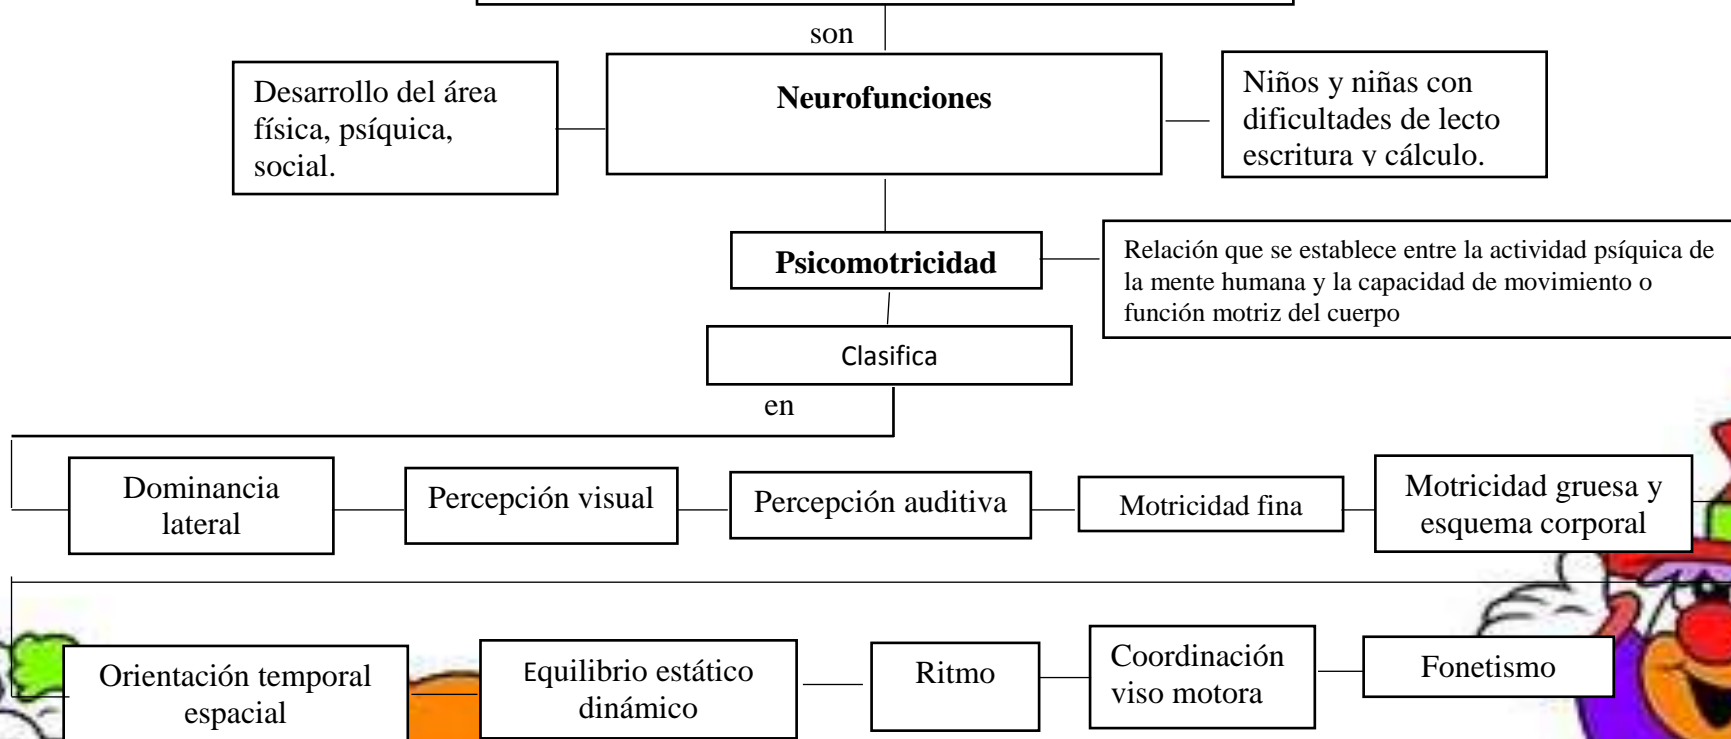 son
Desarrollo del área
física, psíquica,
social.
Neurofunciones
Niños y niñas con
dificultades de lecto
escritura y cálculo.
Psicomotricidad
Relación que se establece entre la actividad psíquica de
la mente humana y la capacidad de movimiento o
función motriz del cuerpo
Clasifica
en
Dominancia
lateral
Percepción visual
Percepción auditiva
Motricidad fina
Motricidad gruesa y
esquema corporal
Orientación temporal
espacial
Equilibrio estático
dinámico
Ritmo
Coordinación
viso motora
Fonetismo